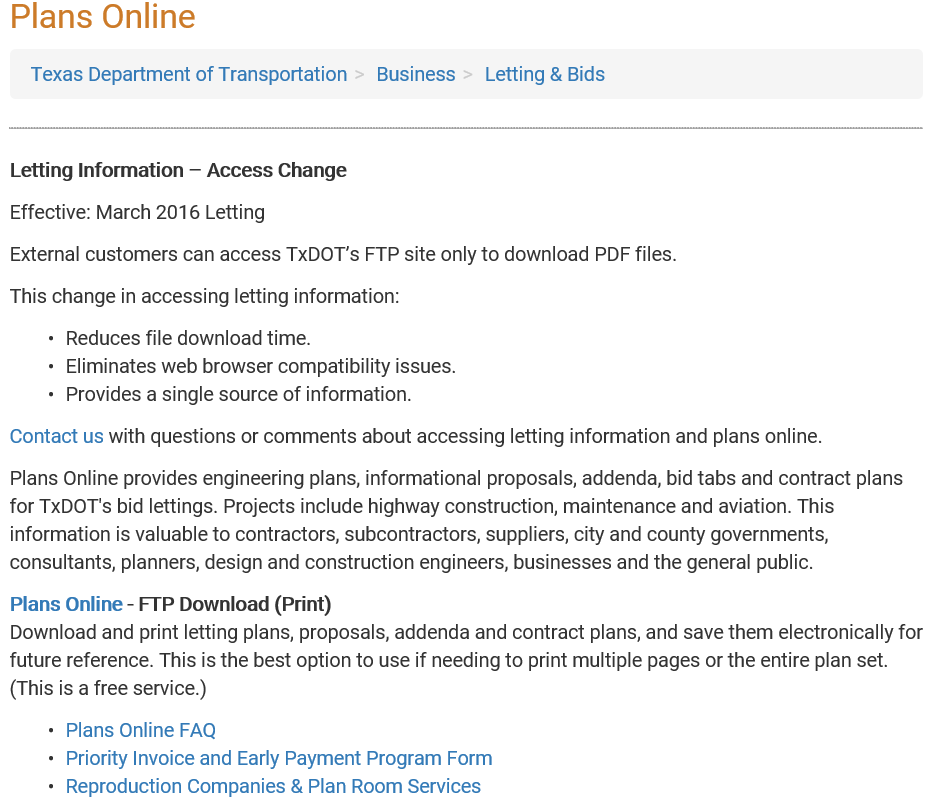 Plans Online
Texas Department of Transportation > Business > Letting & Bids
Letting Information – Access Change
Effective: March 2016 Letting
External customers can access TxDOT’s FTP site only to download PDF files.
This change in accessing letting information:
• Reduces file download time.
• Eliminates web browser compatibility issues.
• Provides a single source of information.
Contact us with questions or comments about accessing letting information and plans online.
Plans Online provides engineering plans, informational proposals, addenda, bid tabs and contract plans
for TxDOT's bid lettings. Projects include highway construction, maintenance and aviation. This
information is valuable to contractors, subcontractors, suppliers, city and county governments,
consultants, planners, design and construction engineers, businesses and the general public.
Plans Online - FTP Download (Print)
Download and print letting plans, proposals, addenda and contract plans, and save them electronically for
future reference. This is the best option to use if needing to print multiple pages or the entire plan set.
(This is a free service.)
• Plans Online FAQ
• Priority Invoice and Early Payment Program Form
• Reproduction Companies & Plan Room Services